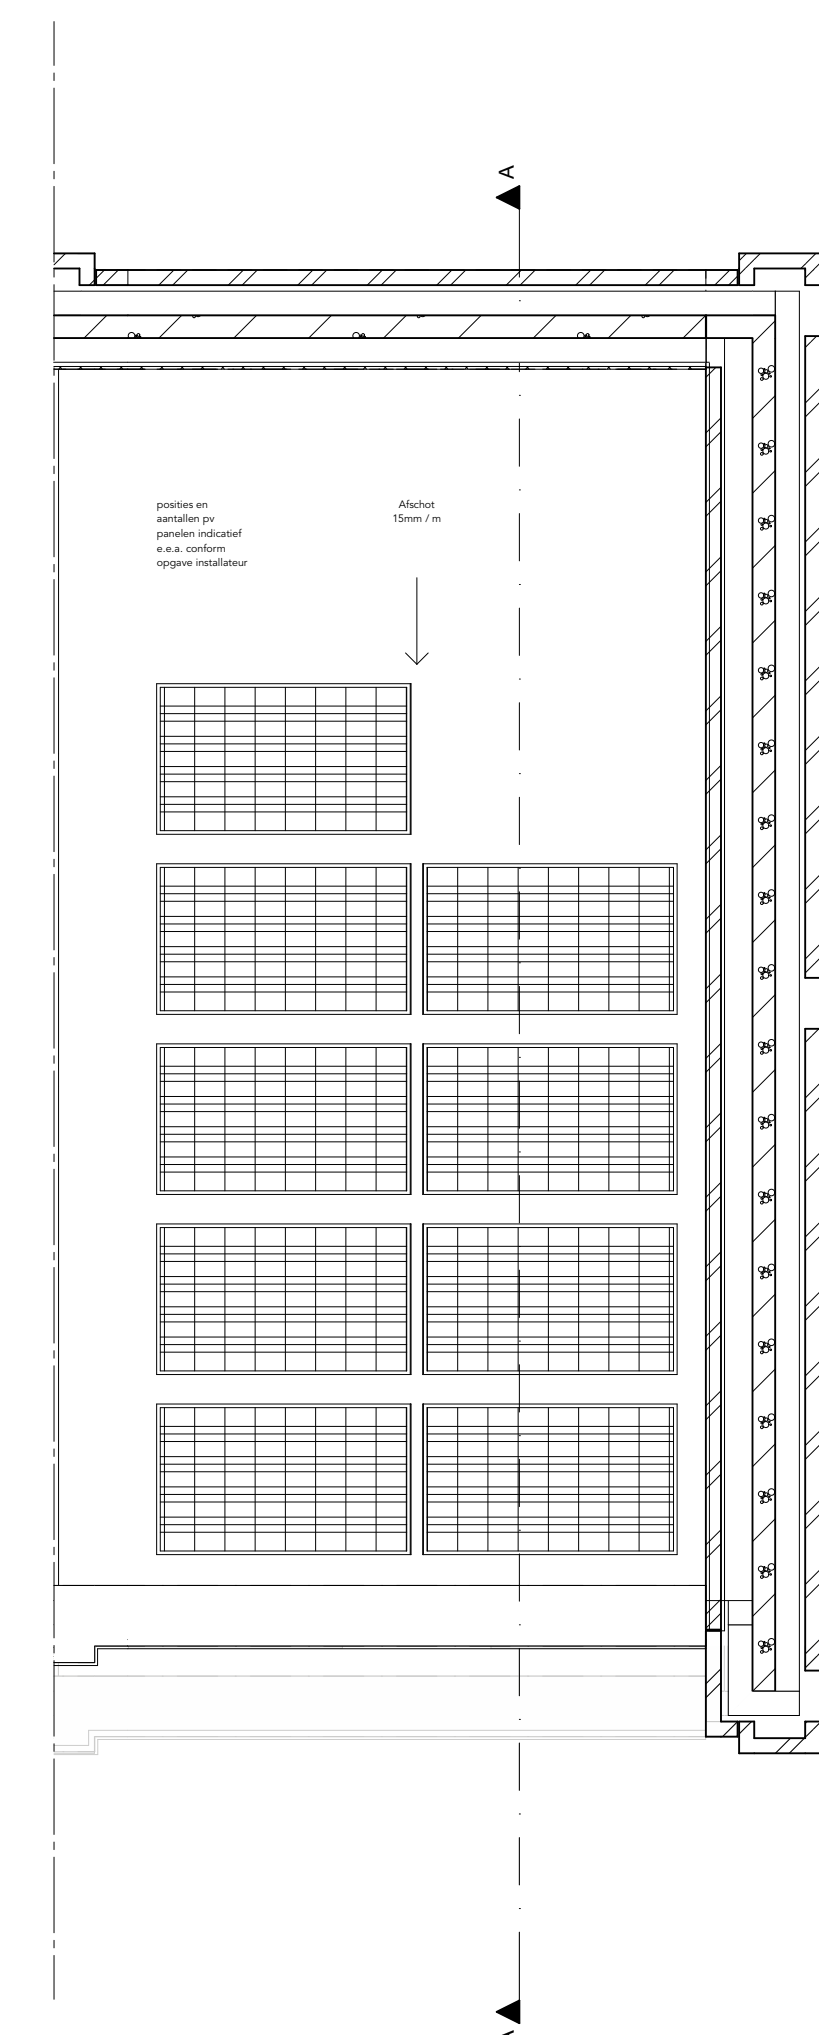 A
posities en
aantallen pv
panelen indicatief
e.e.a. conform
opgave installateur
Afschot
15mm / m